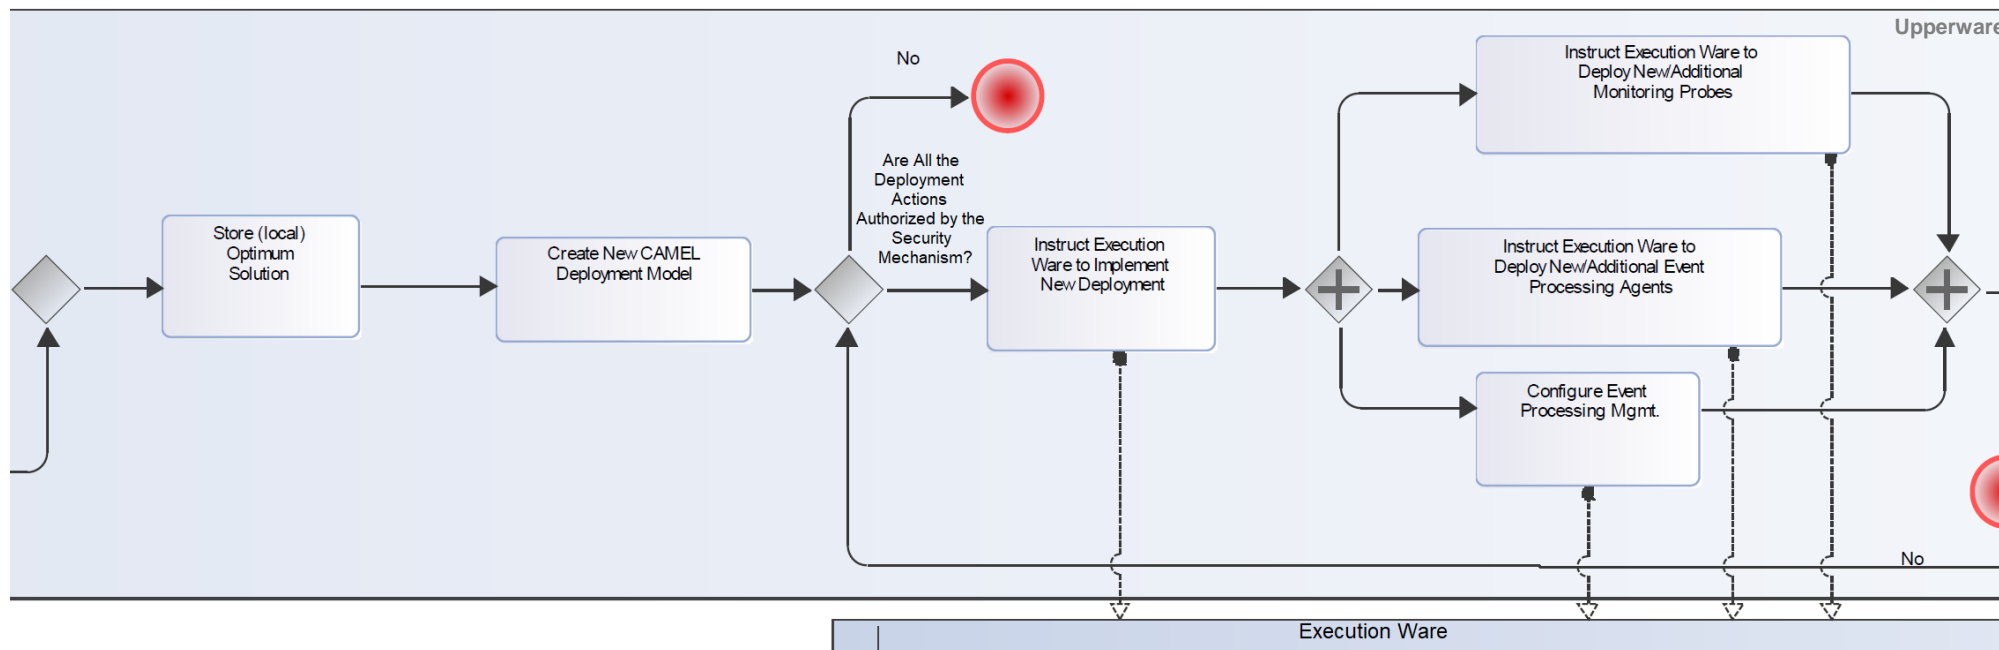 Upperware
No
Instruct Execution Ware to
Deploy New/Additional
Monitoring Probes
Are All the
Deployment
Actions
Authorized by the
Security
Mechanism?
Store (local)
Optimum
Solution
Create New CAMEL
Deployment Model
Instruct Execution
Ware to Implement
New Deployment
Instruct Execution Ware to
Deploy New/Additional Event
Processing Agents
Configure Event
Processing Mgmt.
No
Execution Ware